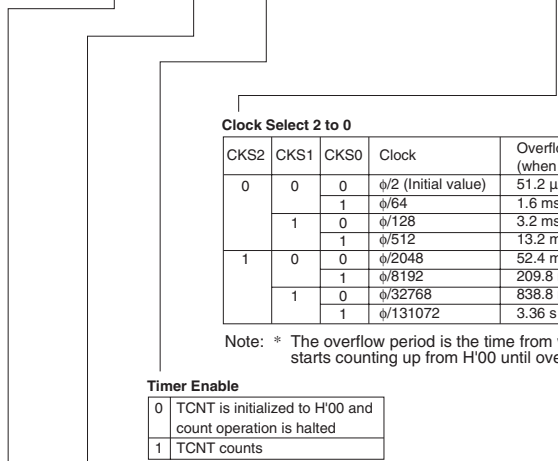 Clock Select 2 to 0
CKS2 CKS1 CKS0 Clock Overflo
(when
0 0 0 ϕ/2 (Initial value) 51.2 µ
1 ϕ/64 1.6 ms
1 0 ϕ/128 3.2 ms
1 ϕ/512 13.2 m
1 0 0 ϕ/2048 52.4 m
1 ϕ/8192 209.8
1 0 ϕ/32768 838.8
1 ϕ/131072 3.36 s
Note: * The overflow period is the time from
starts counting up from H'00 until ove
Timer Enable
0 TCNT is initialized to H'00 and
count operation is halted
1 TCNT counts